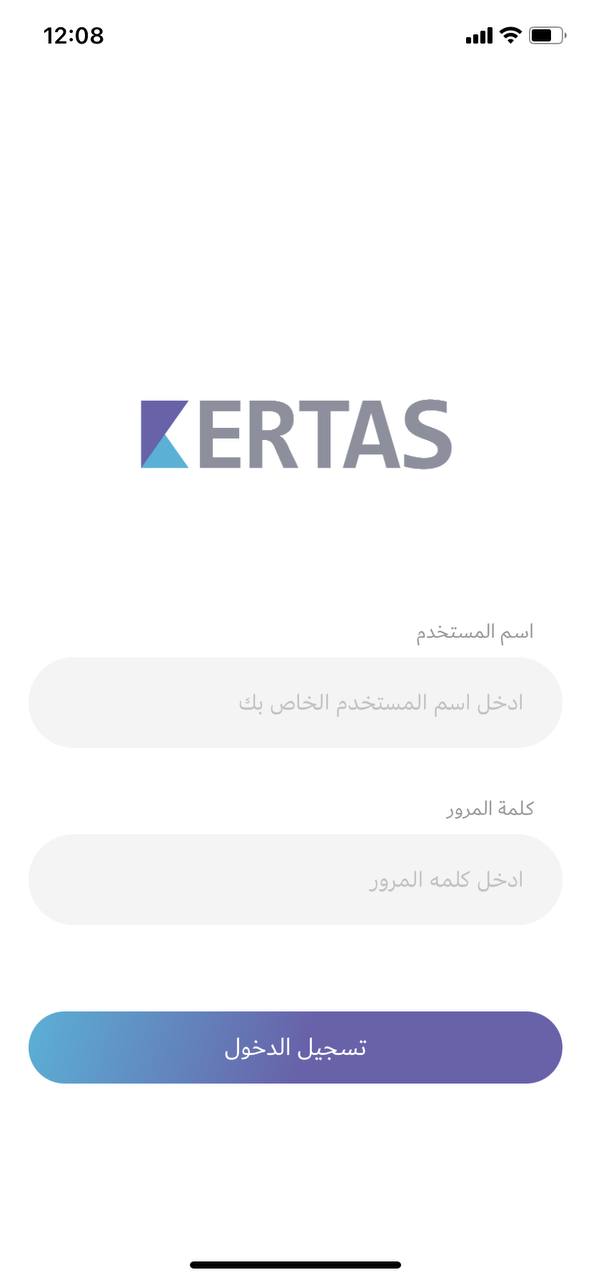 12:08
KERTAS
اسم المستخدم
ادخل اسم المستخدم الخاص بك
كلمة المرور
ادخل كلمه المرور
تسجيل الدخول